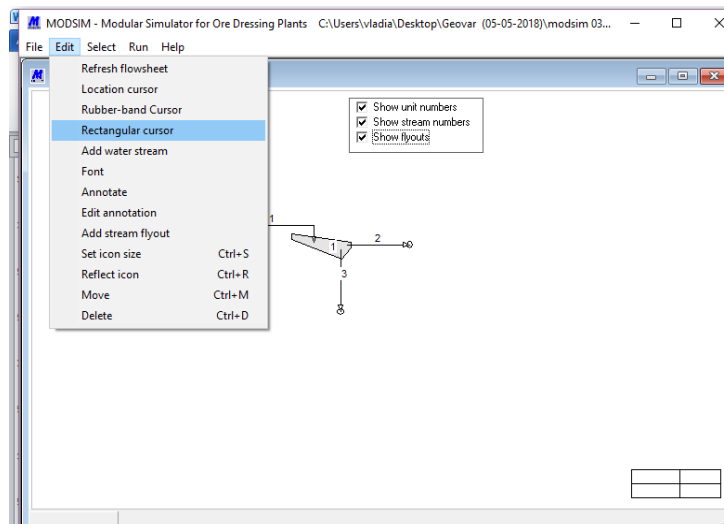 MODSIM - Modular Simulator for Ore Dressing Plants C:\Users\vladia\Desktop\Geovar (05-05-2018)\modsim 03...
File Edit Select Run Help
Refresh flowsheet
Location cursor
Rubber-band Cursor
Rectangular cursor
Add water stream
Font
Annotate
Edit annotation
Add stream flyout
Set icon size Ctrl+S
Reflect icon Ctrl+R
Move Ctrl+M
Delete Ctrl+D
Show unit numbers
Show stream numbers
Show flyouts
1
1
2
3